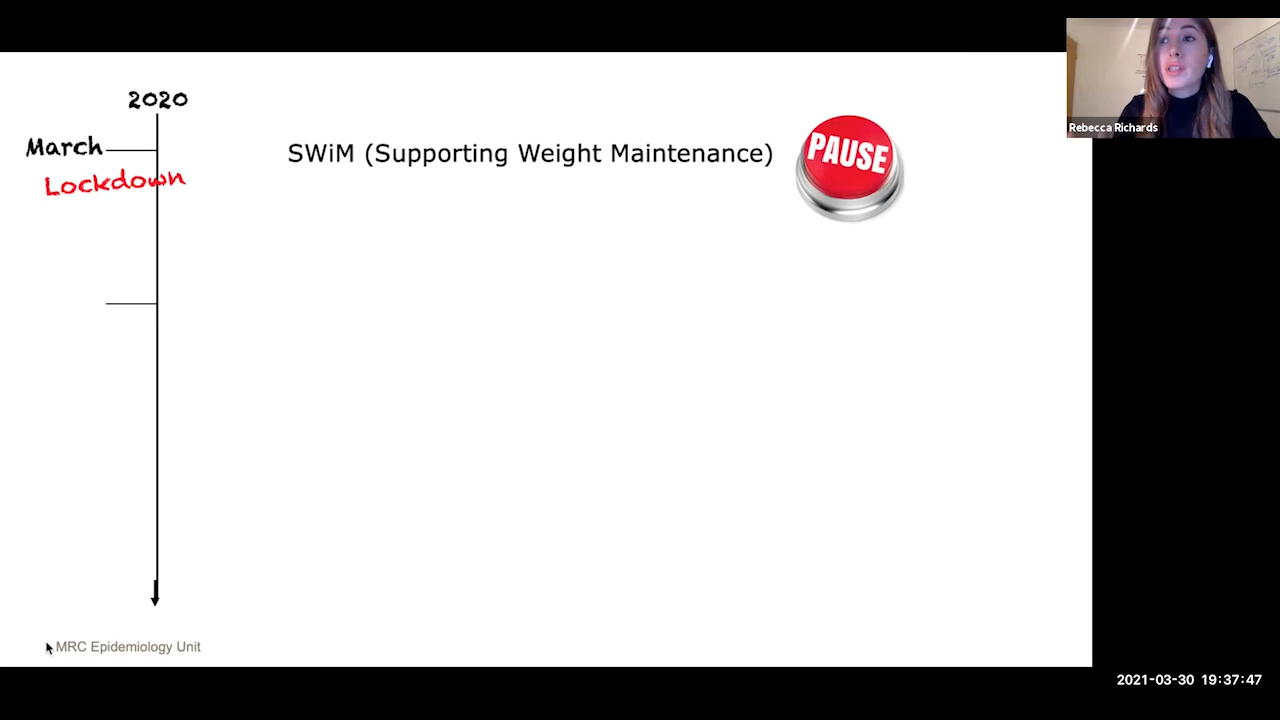 2020
March
Lockdown
SWiM (Supporting Weight Maintenance)
PAUSE
Rebecca Richards
MRC Epidemiology Unit
2021-03-30 19:37:47